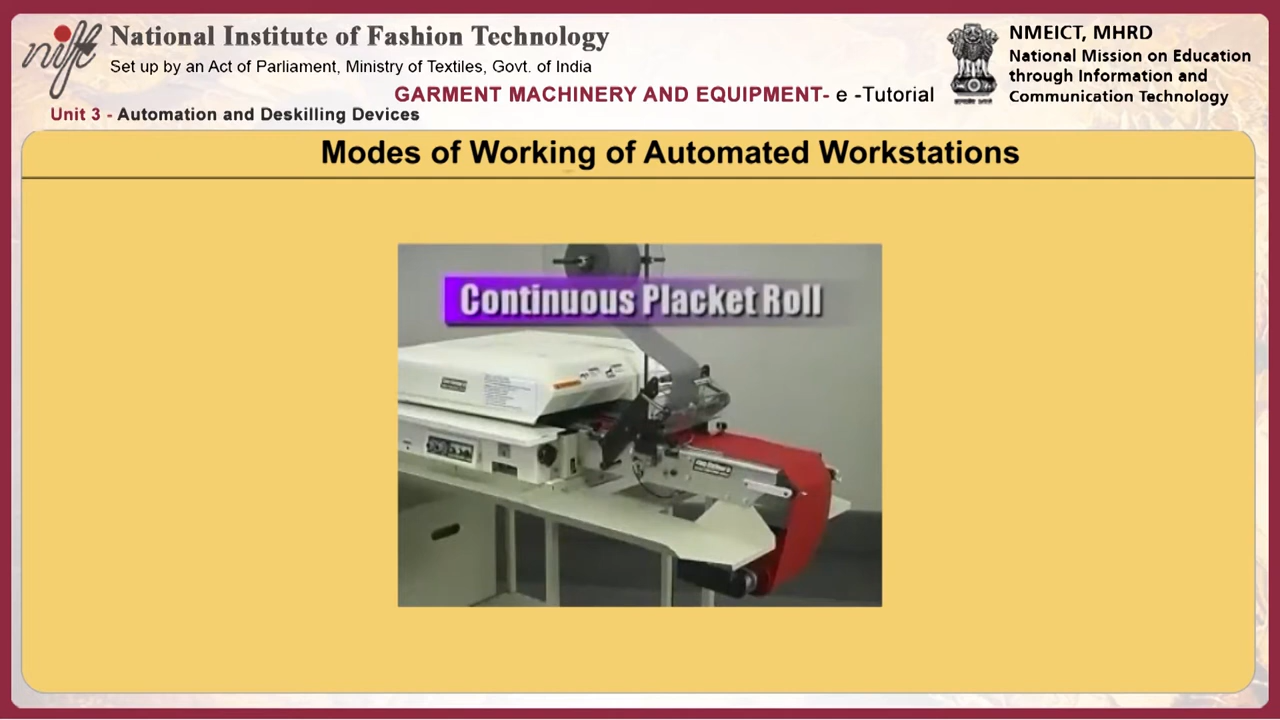 nift
National Institute of Fashion Technology
Set up by an Act of Parliament, Ministry of Textiles, Govt. of India
GARMENT MACHINERY AND EQUIPMENT- e -Tutorial
Unit 3 - Automation and Deskilling Devices
NMEICT, MHRD
National Mission on Education
through Information and
Communication Technology
Modes of Working of Automated Workstations
Continuous Placket Roll